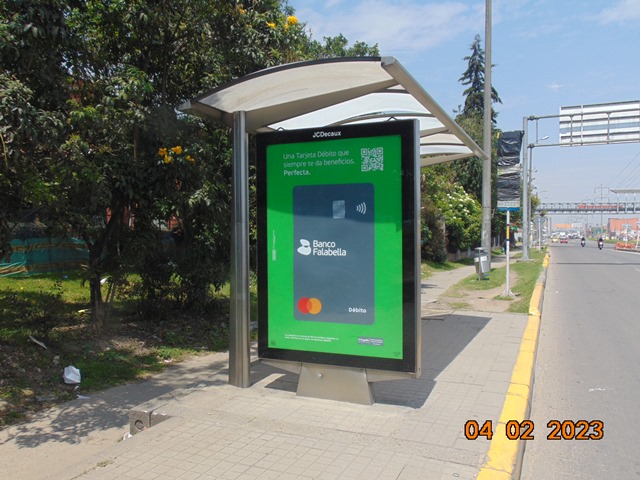 JCDecaux
Una Tarjeta Débito que
siempre te da beneficios.
Perfecta.
Banco
Falabella
Débito
04 02 2023